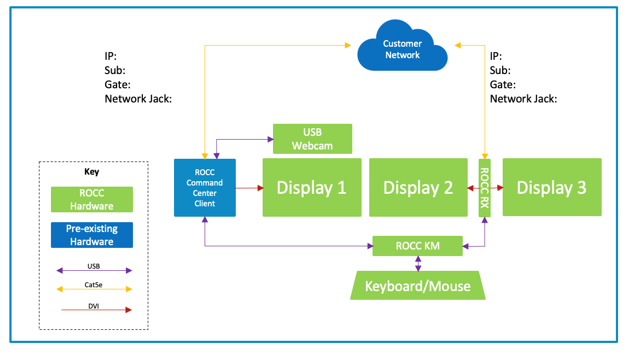 Customer
Network
IP:
Sub:
Gate:
Network Jack:
IP:
Sub:
Gate:
Network Jack:
USB
Webcam
Key
ROCC
Hardware
Pre-existing
Hardware
USB
Cat5e
DVI
ROCC
Command
Center
Client
Display 1
Display 2
ROCC RX
Display 3
ROCC KM
Keyboard/Mouse